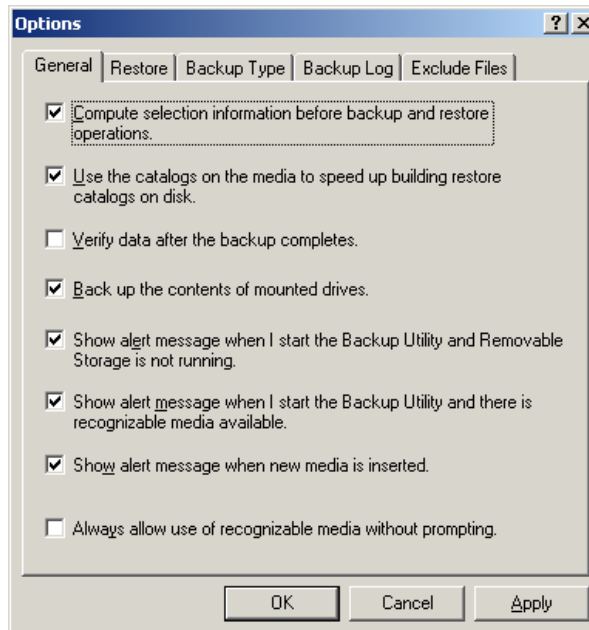 Options
General Restore Backup Type Backup Log Exclude Files
Compute selection information before backup and restore
operations.
Use the catalogs on the media to speed up building restore
catalogs on disk.
Verify data after the backup completes.
Back up the contents of mounted drives.
Show alert message when I start the Backup Utility and Removable
Storage is not running.
Show alert message when I start the Backup Utility and there is
recognizable media available.
Show alert message when new media is inserted.
Always allow use of recognizable media without prompting.
OK Cancel Apply